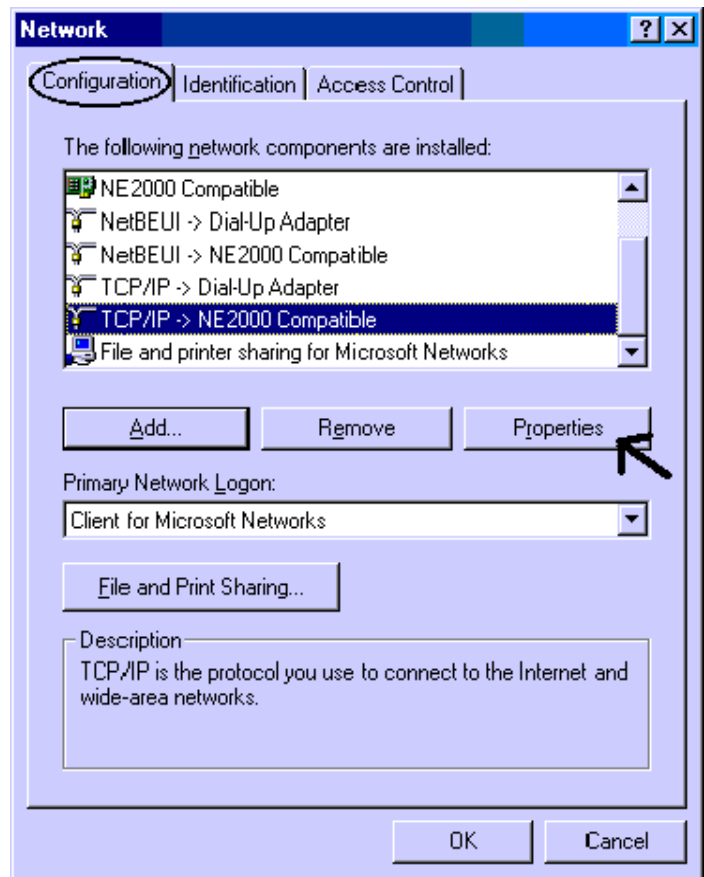 Network
Configuration Identification Access Control
The following network components are installed:
NE2000 Compatible
NetBEUI -> Dial-Up Adapter
NetBEUI -> NE2000 Compatible
TCP/IP -> Dial-Up Adapter
TCP/IP -> NE2000 Compatible
File and printer sharing for Microsoft Networks
Add... Remove Properties
Primary Network Logon:
Client for Microsoft Networks
File and Print Sharing...
Description
TCP/IP is the protocol you use to connect to the Internet and
wide-area networks.
OK Cancel